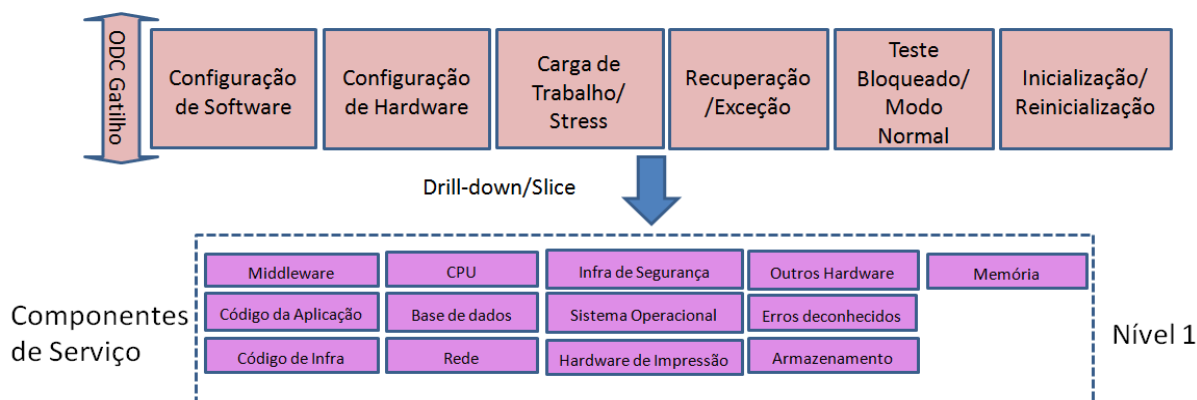 ODC Gatilho
Configuração
de Software
Configuração
de Hardware
Carga de
Trabalho/
Stress
Recuperação
/Exceção
Teste
Bloqueado/
Modo
Normal
Inicialização/
Reinicialização
Drill-down/Slice
Componentes
de Serviço
Middleware
CPU
Infra de Segurança
Outros Hardware
Memória
Código da Aplicação
Base de dados
Sistema Operacional
Erros deconhecidos
Código de Infra
Rede
Hardware de Impressão
Armazenamento
Nível 1